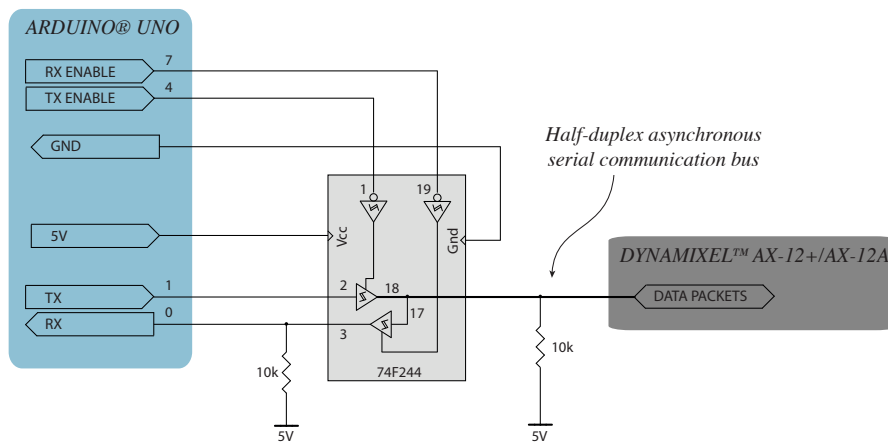 ARDUINO® UNO
RX ENABLE
7
TX ENABLE
4
GND
Half-duplex asynchronous
serial communication bus
1
19
5V
Vcc
Gnd
DYNAMIXEL™ AX-12+/AX-12A
TX
1
2
18
DATA PACKETS
RX
0
3
17
10k
74F244
10k
5V
5V